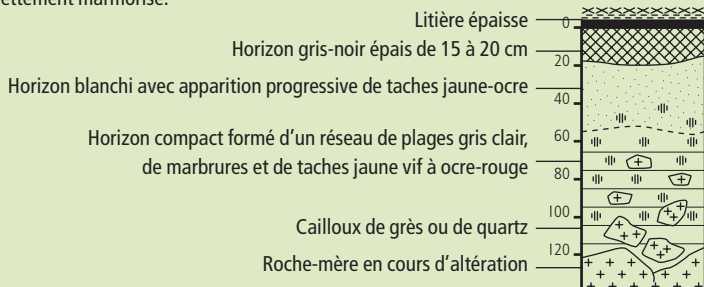 Litière épaisse
0
Horizon gris-noir épais de 15 à 20 cm
20
Horizon blanchi avec apparition progressive de taches jaune-ocre
40
Horizon compact formé d'un réseau de plages gris clair,
60
de marbrures et de taches jaune vif à ocre-rouge
80
100
Cailloux de grès ou de quartz
120
Roche-mère en cours d'altération